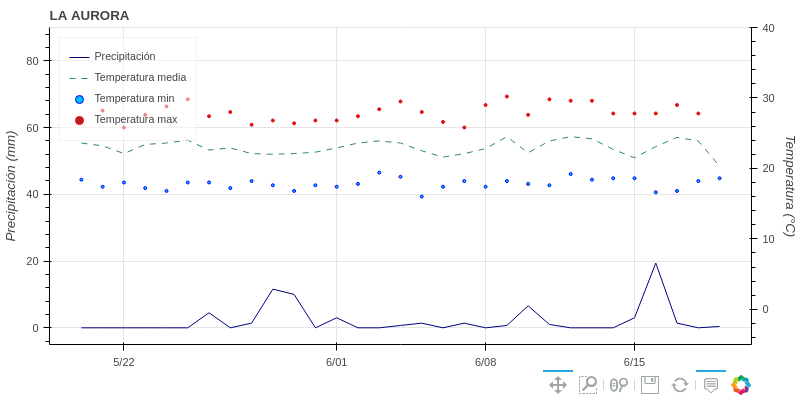 LA AURORA
Precipitación
Temperatura media
Temperatura min
Temperatura max
Precipitación (mm)
80
60
40
20
0
Temperatura (°C)
40
30
20
10
0
5/22
6/01
6/08
6/15